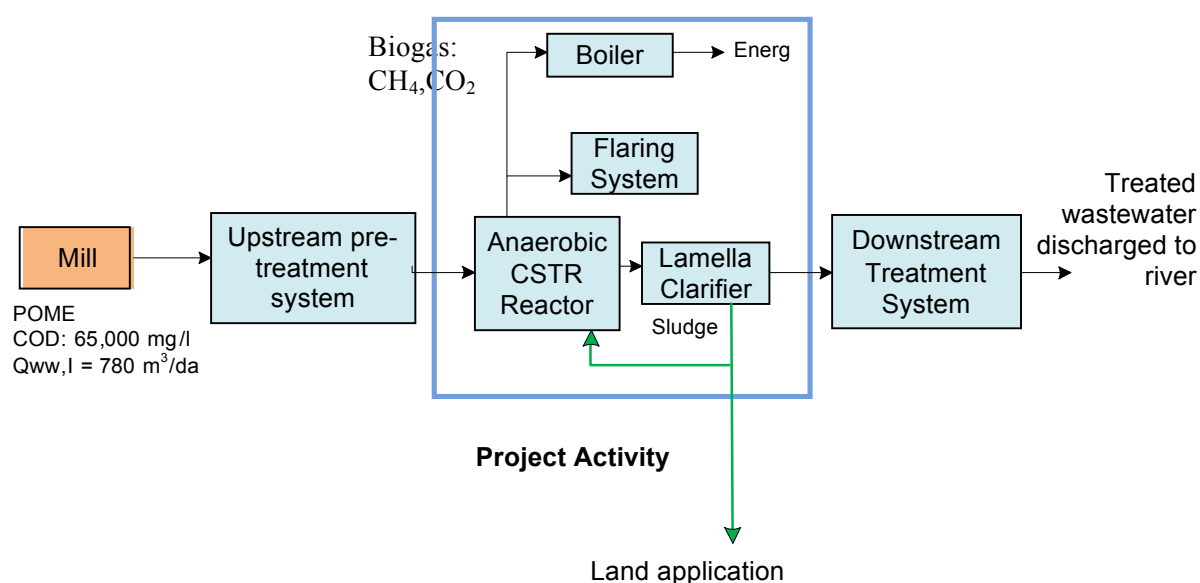 Biogas:
CH₄,CO₂
Boiler
Energ
Flaring
System
Mill
Upstream pre-
treatment
system
Anaerobic
CSTR
Reactor
Lamella
Clarifier
Sludge
Downstream
Treatment
System
Treated
wastewater
discharged to
river
POME
COD: 65,000 mg/l
Qww,I = 780 m³/da
Project Activity
Land application